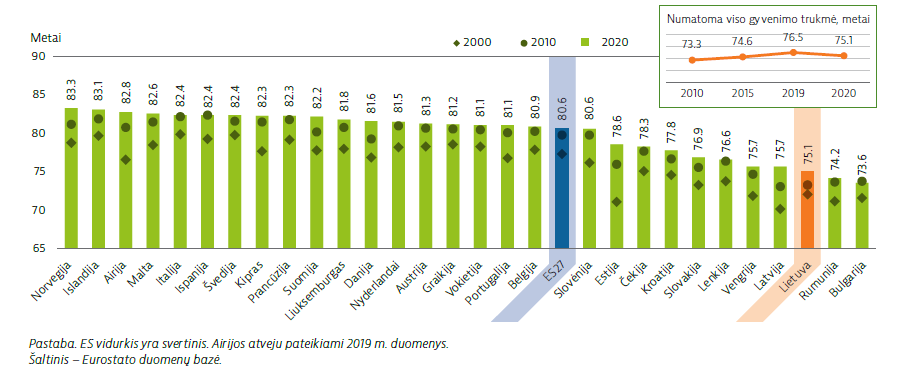 Numatoma viso gyvenimo trukmė, metai
73.3 74.6 76.5 75.1
2010 2015 2019 2020
Metai
2000 2010 2020
90
85
80
75
70
65
83.3 83.1 82.8 82.6 82.4 82.4 82.4 82.3 82.3 82.2 81.8 81.6 81.5 81.3 81.2 81.1 81.1 80.9 80.6 80.6 78.6 78.3 77.8 76.9 76.6 75.7 75.7 75.1 74.2 73.6
Norvegija Islandija Airija Malta Italija Ispanija Švedija Kipras Prancūzija Suomija Liuksemburgas Danija Nyderlandai Austrija Graikija Vokietija Portugalija Belgija ES27 Slovėnija Estija Čekija Kroatija Slovakija Lenkija Vengrija Latvija Lietuva Rumunija Bulgarija
Pastaba. ES vidurkis yra svertinis. Airijos atveju pateikiami 2019 m. duomenys.
Šaltinis – Eurostato duomenų bazė.